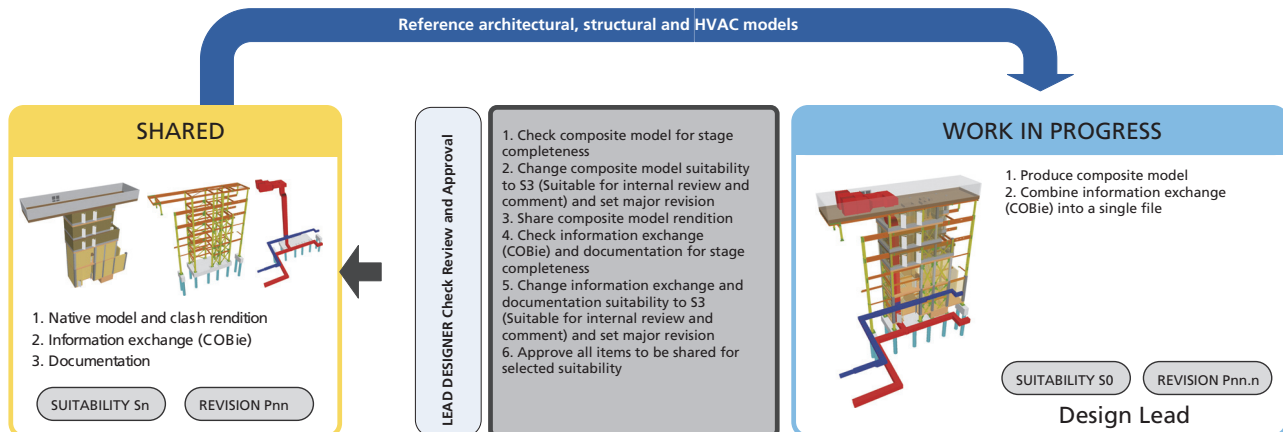 Reference architectural, structural and HVAC models
SHARED
1. Native model and clash rendition
2. Information exchange (COBie)
3. Documentation
SUITABILITY Sn
REVISION Pnn
LEAD DESIGNER Check Review and Approval
1. Check composite model for stage
completeness
2. Change composite model suitability
to S3 (Suitable for internal review and
comment) and set major revision
3. Share composite model rendition
4. Check information exchange
(COBie) and documentation for stage
completeness
5. Change information exchange and
documentation suitability to S3
(Suitable for internal review and
comment) and set major revision
6. Approve all items to be shared for
selected suitability
WORK IN PROGRESS
1. Produce composite model
2. Combine information exchange
(COBie) into a single file
SUITABILITY S0
REVISION Pnn.n
Design Lead